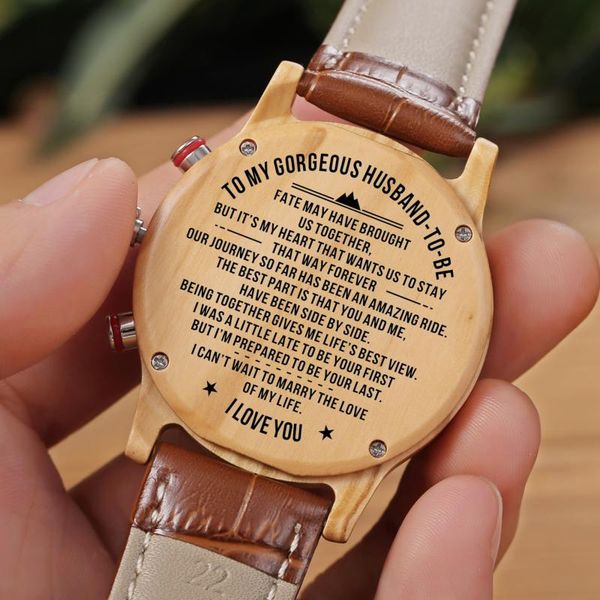 TO MY GORGEOUS HUSBAND-TO-BE
FATE MAY HAVE BROUGHT
US TOGETHER,
BUT IT'S MY HEART THAT WANTS US TO STAY
THAT WAY FOREVER
OUR JOURNEY SO FAR HAS BEEN AN AMAZING RIDE.
THE BEST PART IS THAT YOU AND ME,
HAVE BEEN SIDE BY SIDE.
BEING TOGETHER GIVES ME LIFE'S BEST VIEW.
I WAS A LITTLE LATE TO BE YOUR FIRST
BUT I'M PREPARED TO BE YOUR LAST.
I CAN'T WAIT TO MARRY THE LOVE
OF MY LIFE.
I LOVE YOU
22